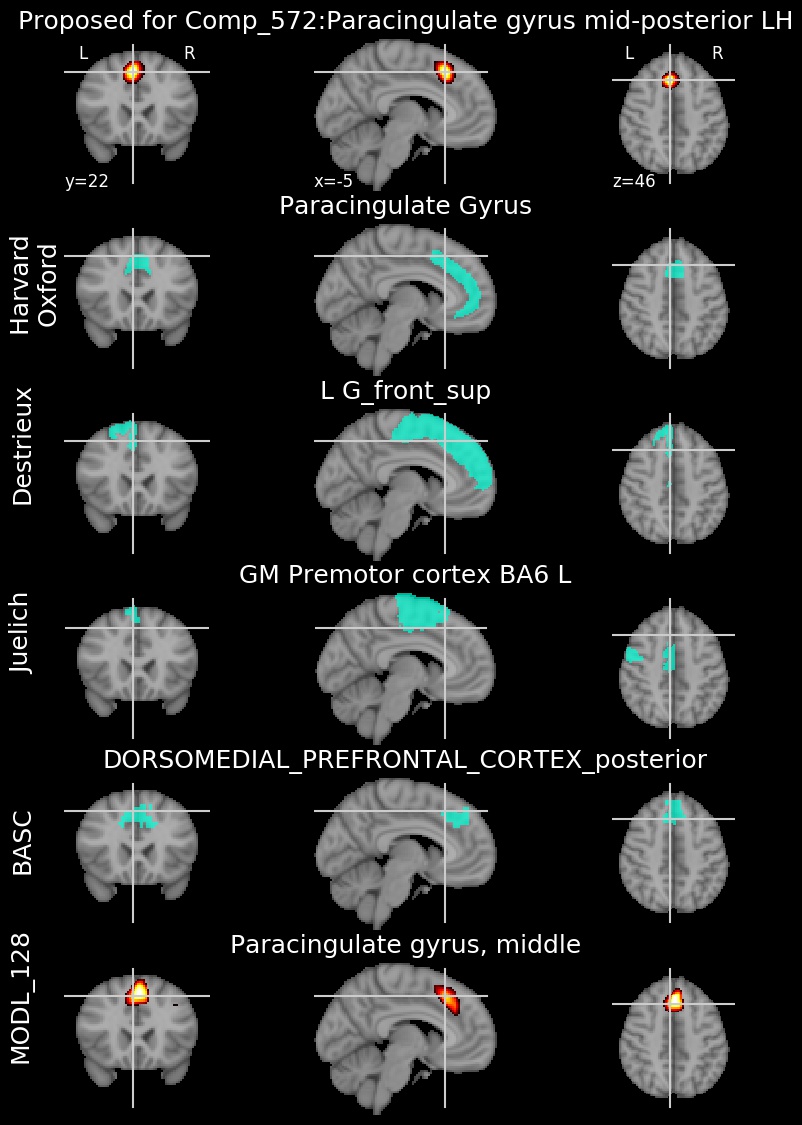 Proposed for Comp_572:Paracingulate gyrus mid-posterior LH
L R L R
y=22 x=-5 z=46
Paracingulate Gyrus
Harvard
Oxford
L G_front_sup
Destrieux
GM Premotor cortex BA6 L
Juelich
DORSOMEDIAL_PREFRONTAL_CORTEX_posterior
BASC
Paracingulate gyrus, middle
MODL_128